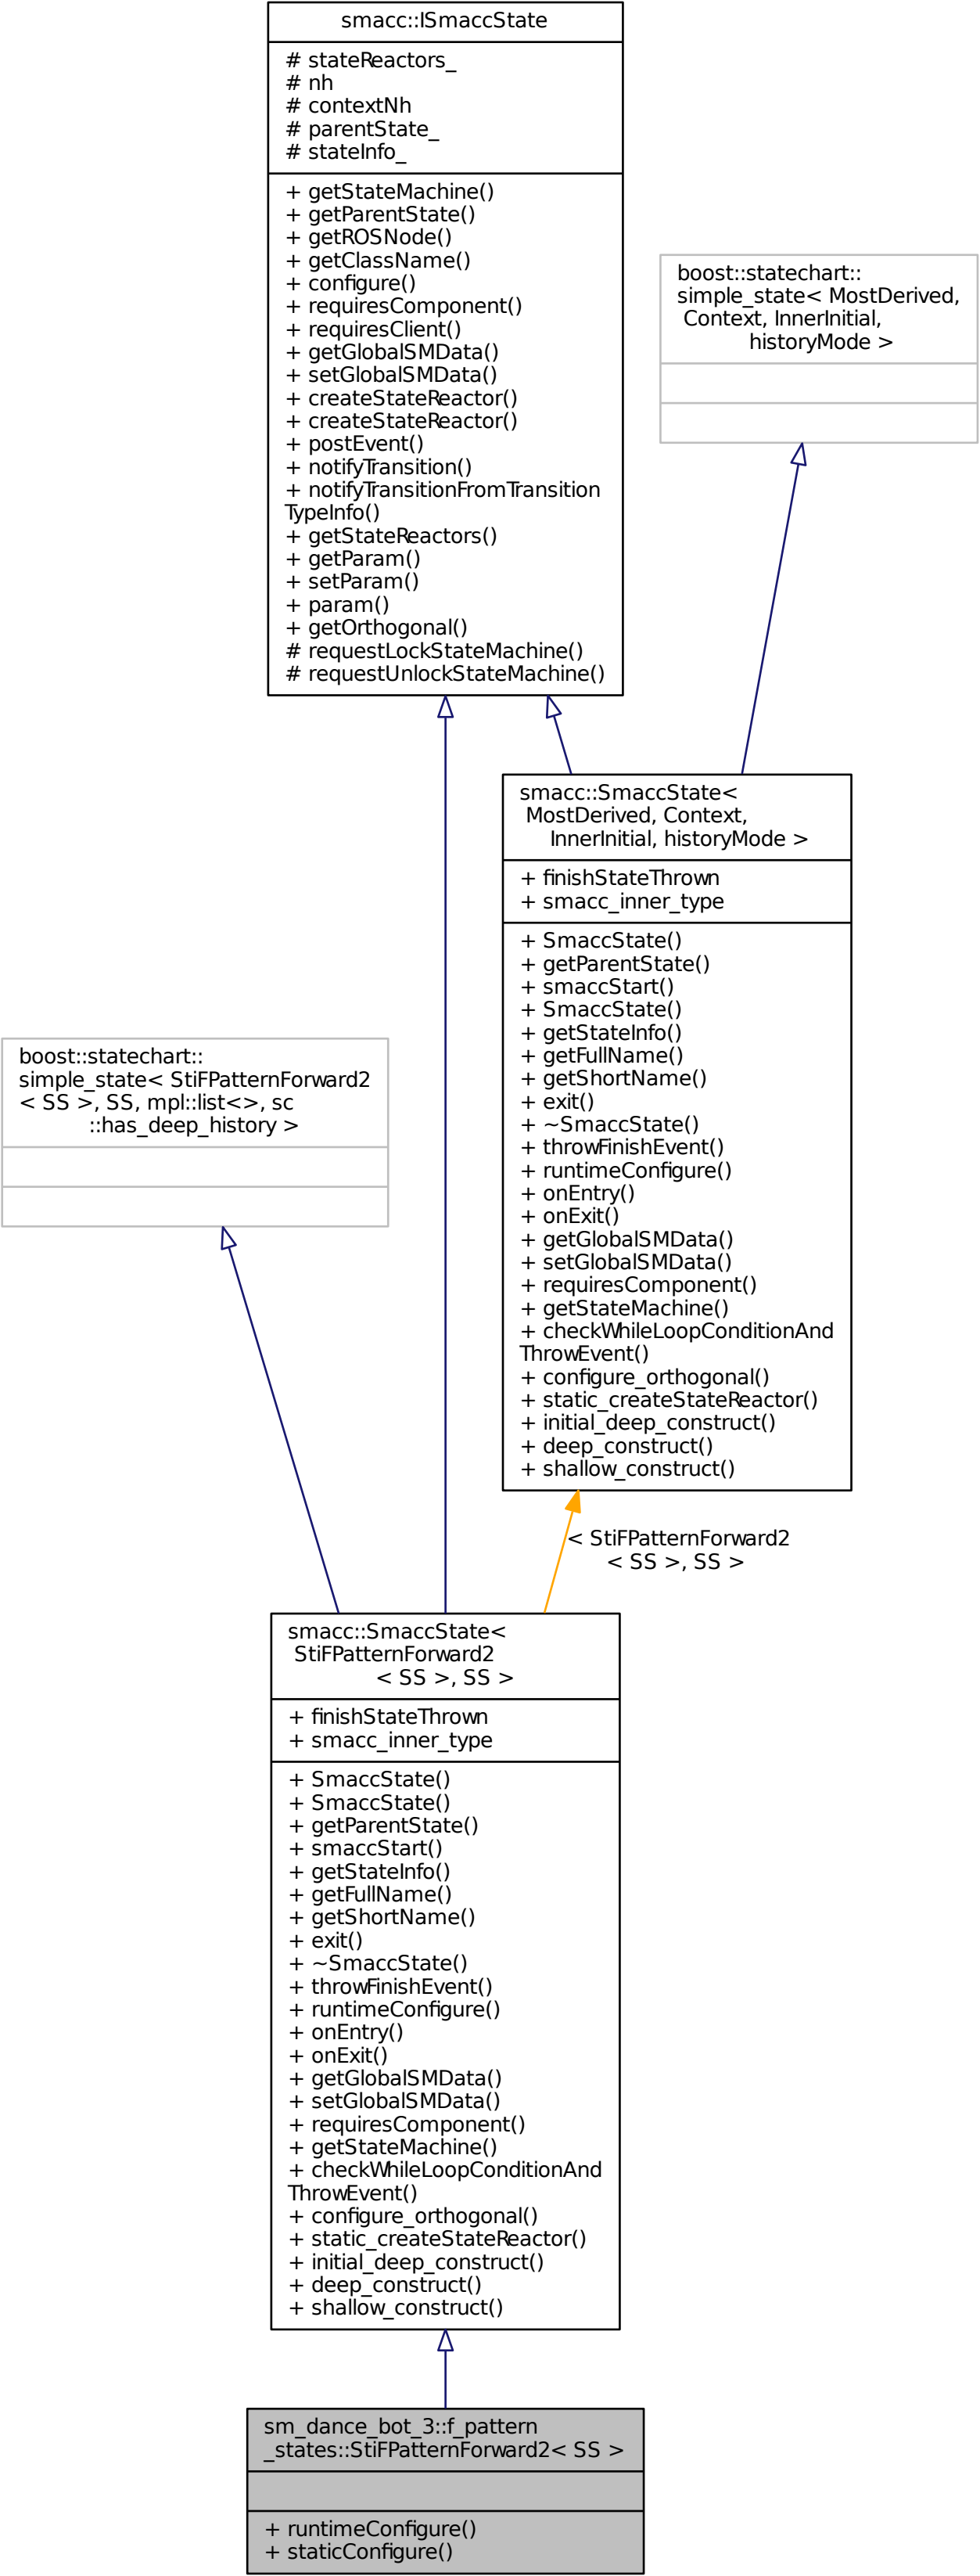 smacc::ISmaccState
# stateReactors_
# nh
# contextNh
# parentState_
# stateInfo_
+ getStateMachine()
+ getParentState()
+ getROSNode()
+ getClassName()
+ configure()
+ requiresComponent()
+ requiresClient()
+ getGlobalSMData()
+ setGlobalSMData()
+ createStateReactor()
+ createStateReactor()
+ postEvent()
+ notifyTransition()
+ notifyTransitionFromTransition
TypeInfo()
+ getStateReactors()
+ getParam()
+ setParam()
+ param()
+ getOrthogonal()
# requestLockStateMachine()
# requestUnlockStateMachine()
boost::statechart::
simple_state< MostDerived,
Context, InnerInitial,
historyMode >
smacc::SmaccState<
MostDerived, Context,
InnerInitial, historyMode >
+ finishStateThrown
+ smacc_inner_type
+ SmaccState()
+ getParentState()
+ smaccStart()
+ SmaccState()
+ getStateInfo()
+ getFullName()
+ getShortName()
+ exit()
+ ~SmaccState()
+ throwFinishEvent()
+ runtimeConfigure()
+ onEntry()
+ onExit()
+ getGlobalSMData()
+ setGlobalSMData()
+ requiresComponent()
+ getStateMachine()
+ checkWhileLoopConditionAnd
ThrowEvent()
+ configure_orthogonal()
+ static_createStateReactor()
+ initial_deep_construct()
+ deep_construct()
+ shallow_construct()
boost::statechart::
simple_state< StiFPatternForward2
< SS >, SS, mpl::list<>, sc
::has_deep_history >
< StiFPatternForward2
< SS >, SS >
smacc::SmaccState<
StiFPatternForward2
< SS >, SS >
+ finishStateThrown
+ smacc_inner_type
+ SmaccState()
+ SmaccState()
+ getParentState()
+ smaccStart()
+ getStateInfo()
+ getFullName()
+ getShortName()
+ exit()
+ ~SmaccState()
+ throwFinishEvent()
+ runtimeConfigure()
+ onEntry()
+ onExit()
+ getGlobalSMData()
+ setGlobalSMData()
+ requiresComponent()
+ getStateMachine()
+ checkWhileLoopConditionAnd
ThrowEvent()
+ configure_orthogonal()
+ static_createStateReactor()
+ initial_deep_construct()
+ deep_construct()
+ shallow_construct()
sm_dance_bot_3::f_pattern
_states::StiFPatternForward2< SS >
+ runtimeConfigure()
+ staticConfigure()